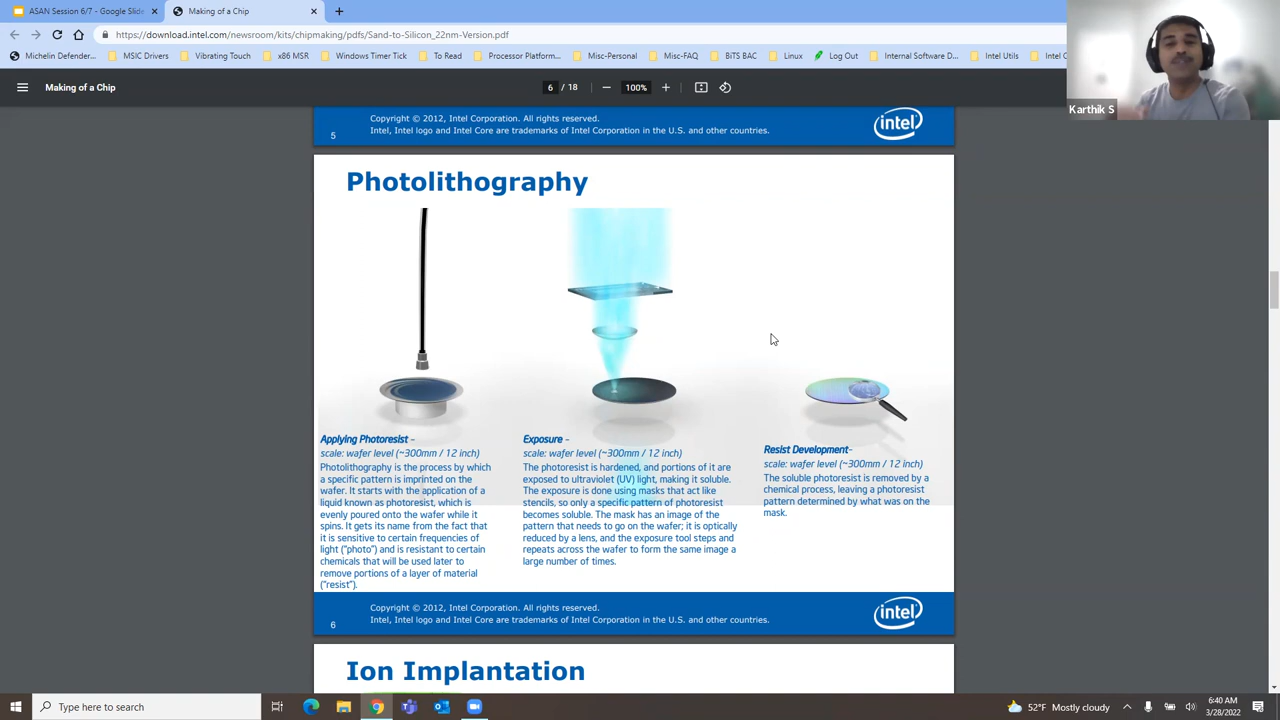 ASAN Session 6/7 - Google Slide
Making of a Chip
https://www.intel.com/newsroom/kits/chipmaking/pdfs/Sand-to-Silicon_22nm-Version.pdf
Michelin Defender...
MSIC Drivers
Vibrating Touch
x86 MSR
Windows Timer Tick
To Read
Processor Platform...
Misc-Personal
Misc-FAQ
BiTS BAC
Linux
Log Out
Internal Software D...
Intel Utils
Intel C
Making of a Chip
6 / 18
100%
Karthik S
Copyright © 2012, Intel Corporation. All rights reserved.
Intel, Intel logo and Intel Core are trademarks of Intel Corporation in the U.S. and other countries.
5
intel
Photolithography
Applying Photoresist –
scale: wafer level (~300mm / 12 inch)
Photolithography is the process by which
a specific pattern is imprinted on the
wafer. It starts with the application of a
liquid known as photoresist, which is
evenly poured onto the wafer while it
spins. It gets its name from the fact that
it is sensitive to certain frequencies of
light (“photo”) and is resistant to certain
chemicals that will be used later to
remove portions of a layer of material
(“resist”).
Exposure –
scale: wafer level (~300mm / 12 inch)
The photoresist is hardened, and portions of it are
exposed to ultraviolet (UV) light, making it soluble.
The exposure is done using masks that act like
stencils, so only a specific pattern of photoresist
becomes soluble. The mask has an image of the
pattern that needs to go on the wafer; it is optically
reduced by a lens, and the exposure tool steps and
repeats across the wafer to form the same image a
large number of times.
Resist Development–
scale: wafer level (~300mm / 12 inch)
The soluble photoresist is removed by a
chemical process, leaving a photoresist
pattern determined by what was on the
mask.
Copyright © 2012, Intel Corporation. All rights reserved.
Intel, Intel logo and Intel Core are trademarks of Intel Corporation in the U.S. and other countries.
6
intel
Ion Implantation
Type here to search
52°F Mostly cloudy
6:40 AM
3/28/2022